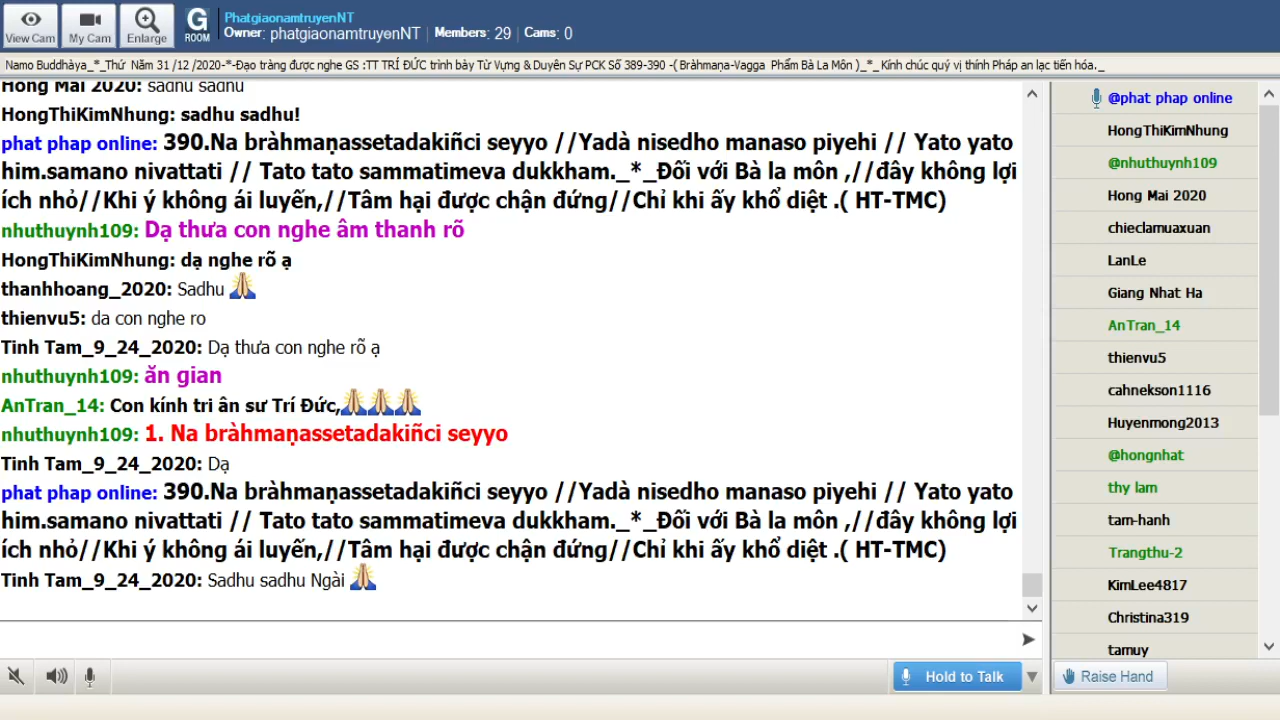 View Cam
My Cam
Enlarge
G
ROOM
PhatgiaonamtruyenNT
Owner: phatgiaonamtruyenNT | Members: 29 | Cams: 0
Namo Buddhàya_*_Thứ Năm 31 /12 /2020-*-Đạo tràng được nghe GS :TT TRÍ ĐỨC trình bày Từ Vựng & Duyên Sự PCK Số 389-390 -( Bràhmaṇa-Vagga Phẩm Bà La Môn )_*_ Kính chúc quý vị thính Pháp an lạc tiến hóa._
Hong Mai 2020: sadhu sadhu
HongThiKimNhung: sadhu sadhu!
phat phap online: 390.Na bràhmaṇassetadakiñci seyyo //Yadà nisedho manaso piyehi // Yato yato
him.samano nivattati // Tato tato sammatimeva dukkham._*_Đối với Bà la môn ,//đây không lợi
ích nhỏ//Khi ý không ái luyến,//Tâm hại được chận đứng//Chỉ khi ấy khổ diệt .( HT-TMC)
nhuthuynh109: Dạ thưa con nghe âm thanh rõ
HongThiKimNhung: dạ nghe rõ ạ
thanhhoang_2020: Sadhu
thienvu5: da con nghe ro
Tinh Tam_9_24_2020: Dạ thưa con nghe rõ ạ
nhuthuynh109: ăn gian
AnTran_14: Con kính tri ân sư Trí Đức,
nhuthuynh109: 1. Na bràhmaṇassetadakiñci seyyo
Tinh Tam_9_24_2020: Dạ
phat phap online: 390.Na bràhmaṇassetadakiñci seyyo //Yadà nisedho manaso piyehi // Yato yato
him.samano nivattati // Tato tato sammatimeva dukkham._*_Đối với Bà la môn ,//đây không lợi
ích nhỏ//Khi ý không ái luyến,//Tâm hại được chận đứng//Chỉ khi ấy khổ diệt .( HT-TMC)
Tinh Tam_9_24_2020: Sadhu sadhu Ngài
@phat phap online
HongThiKimNhung
@nhuthuynh109
Hong Mai 2020
chieclamuaxuan
LanLe
Giang Nhat Ha
AnTran_14
thienvu5
cahnekson1116
Huyenmong2013
@hongnhat
thy lam
tam-hanh
Trangthu-2
KimLee4817
Christina319
tamuy
Hold to Talk
Raise Hand